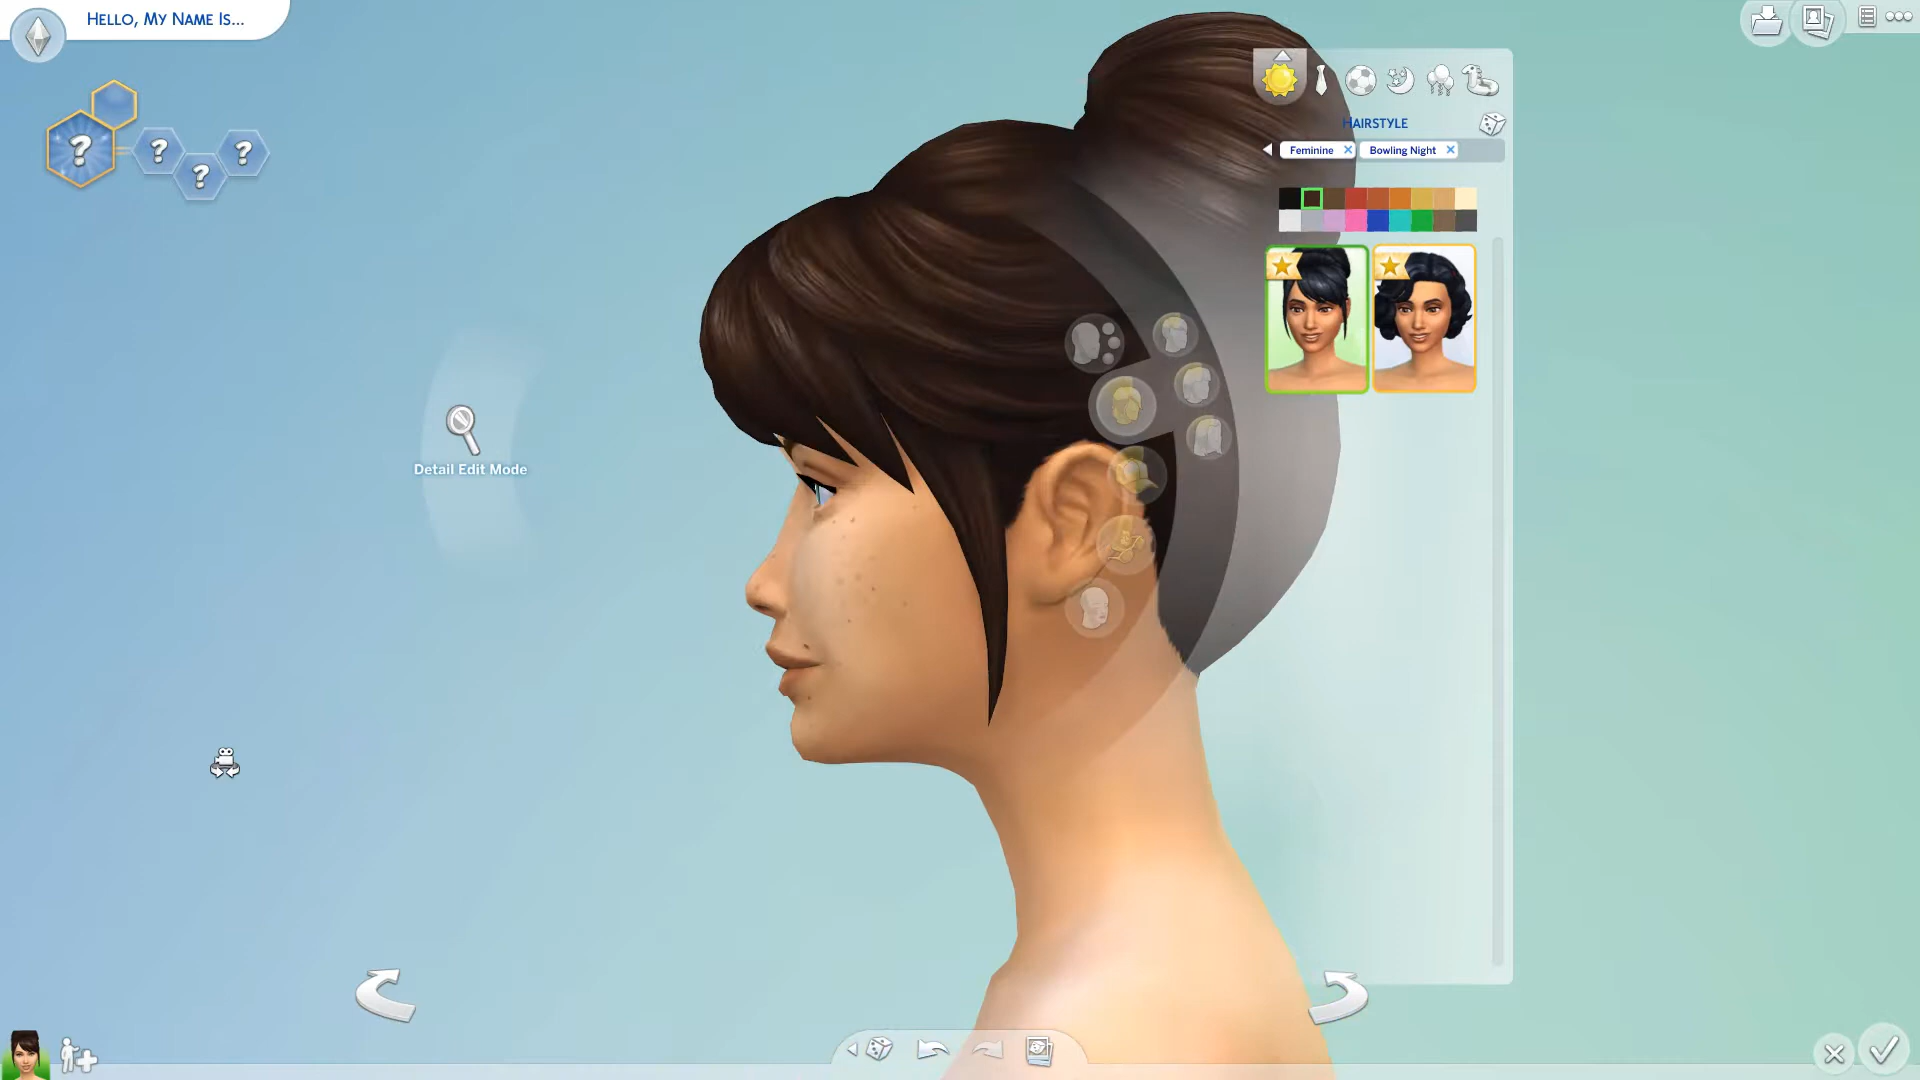 Hello, My Name Is...
? ? ? ?
Hairstyle
Feminine ✕ Bowling Night ✕
Detail Edit Mode